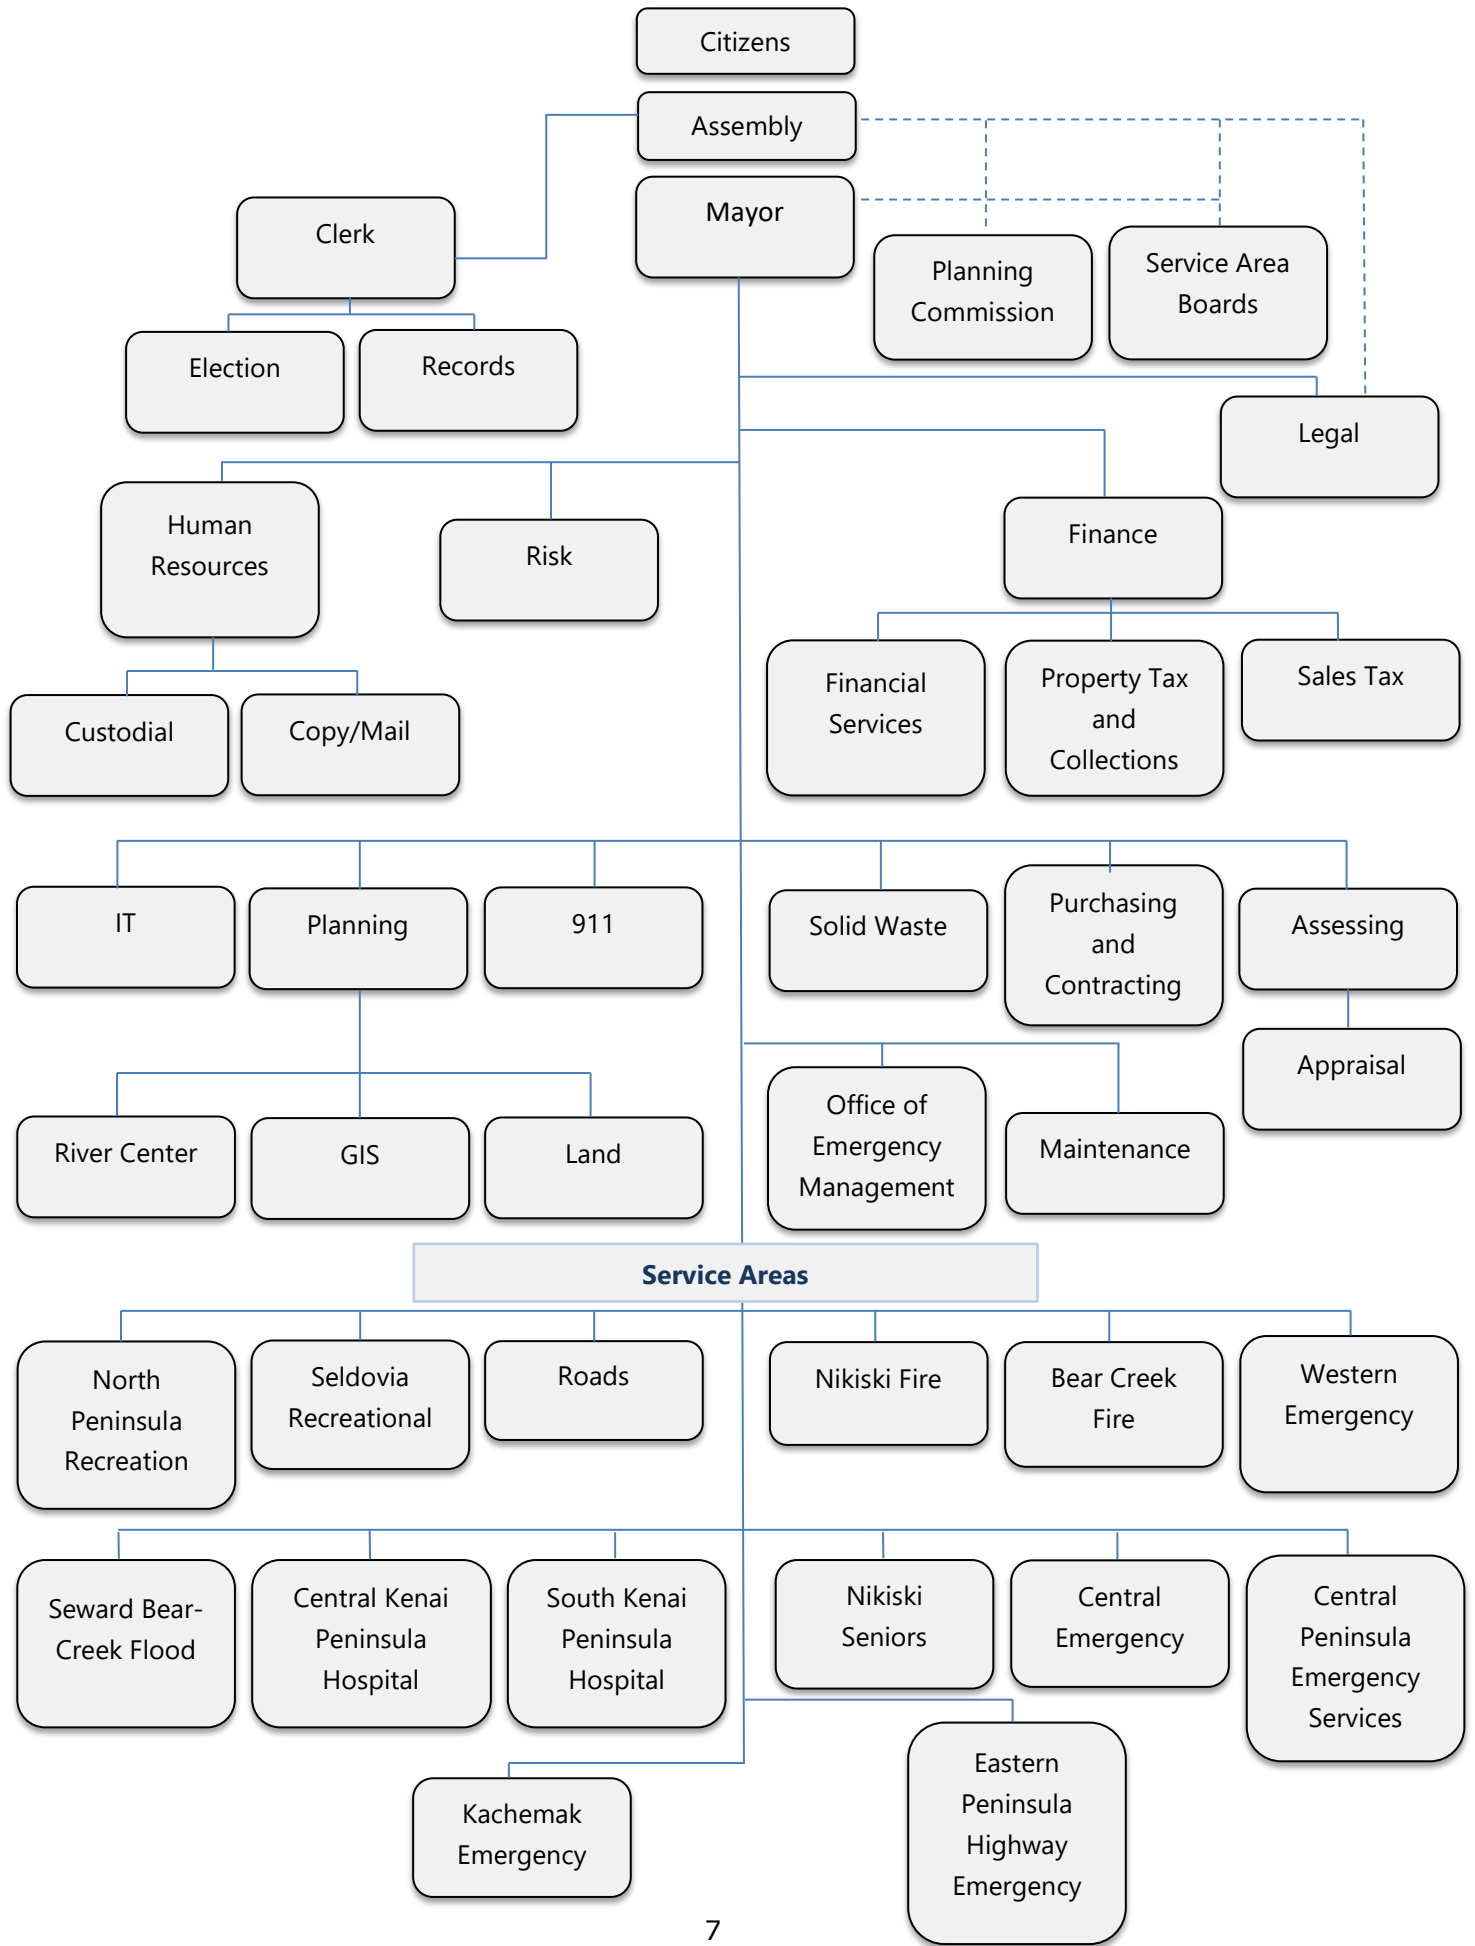 Citizens
Assembly
Mayor
Clerk
Planning
Commission
Service Area
Boards
Election
Records
Legal
Human
Resources
Risk
Finance
Custodial
Copy/Mail
Financial
Services
Property Tax
and
Collections
Sales Tax
IT
Planning
911
Solid Waste
Purchasing
and
Contracting
Assessing
Appraisal
River Center
GIS
Land
Office of
Emergency
Management
Maintenance
Service Areas
North
Peninsula
Recreation
Seldovia
Recreational
Roads
Nikiski Fire
Bear Creek
Fire
Western
Emergency
Seward Bear-
Creek Flood
Central Kenai
Peninsula
Hospital
South Kenai
Peninsula
Hospital
Nikiski
Seniors
Central
Emergency
Central
Peninsula
Emergency
Services
Kachemak
Emergency
Eastern
Peninsula
Highway
Emergency
7